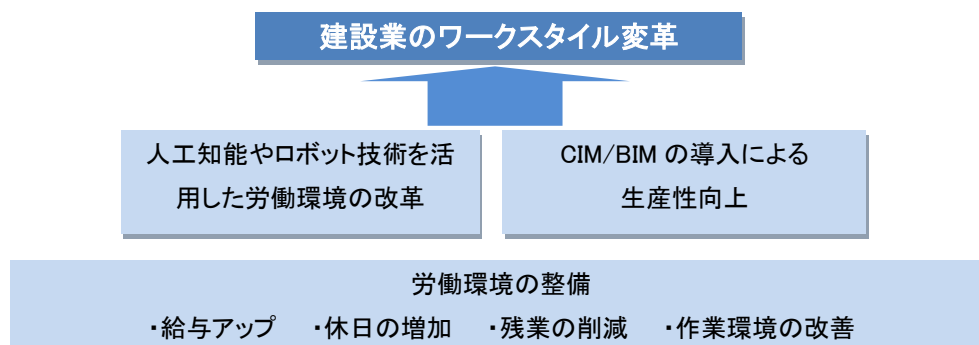 建設業のワークスタイル変革
人工知能やロボット技術を活
用した労働環境の改革
CIM/BIM の導入による
生産性向上
労働環境の整備
・給与アップ ・休日の増加 ・残業の削減 ・作業環境の改善